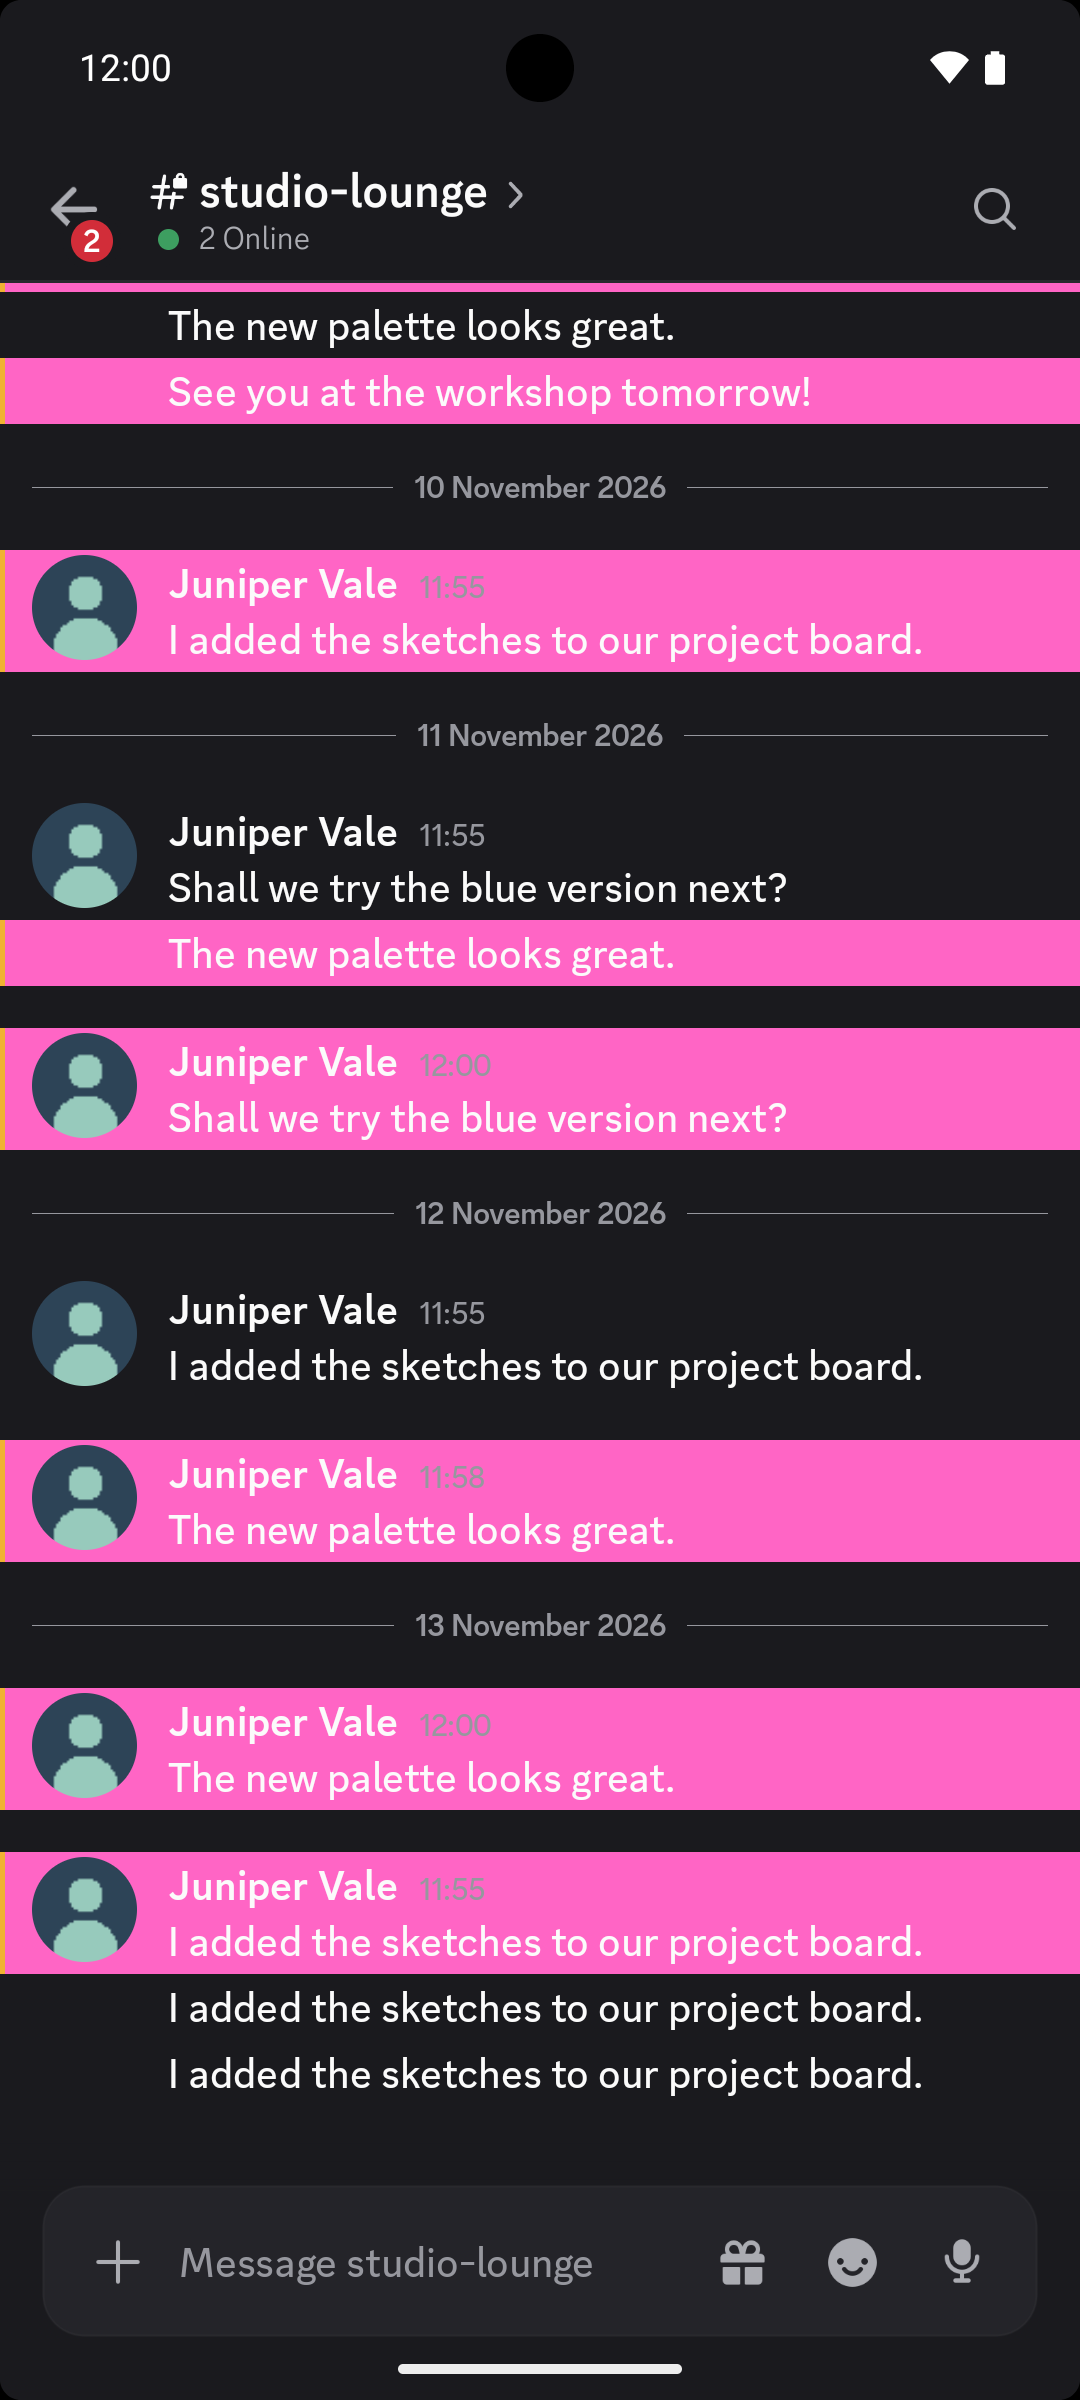 12:00
studio-lounge
2
2 Online
The new palette looks great.
See you at the workshop tomorrow!
10 November 2026
Juniper Vale 11:55
I added the sketches to our project board.
11 November 2026
Juniper Vale 11:55
Shall we try the blue version next?
The new palette looks great.
Juniper Vale 12:00
Shall we try the blue version next?
12 November 2026
Juniper Vale 11:55
I added the sketches to our project board.
Juniper Vale 11:58
The new palette looks great.
13 November 2026
Juniper Vale 12:00
The new palette looks great.
Juniper Vale 11:55
I added the sketches to our project board.
I added the sketches to our project board.
I added the sketches to our project board.
Message studio-lounge